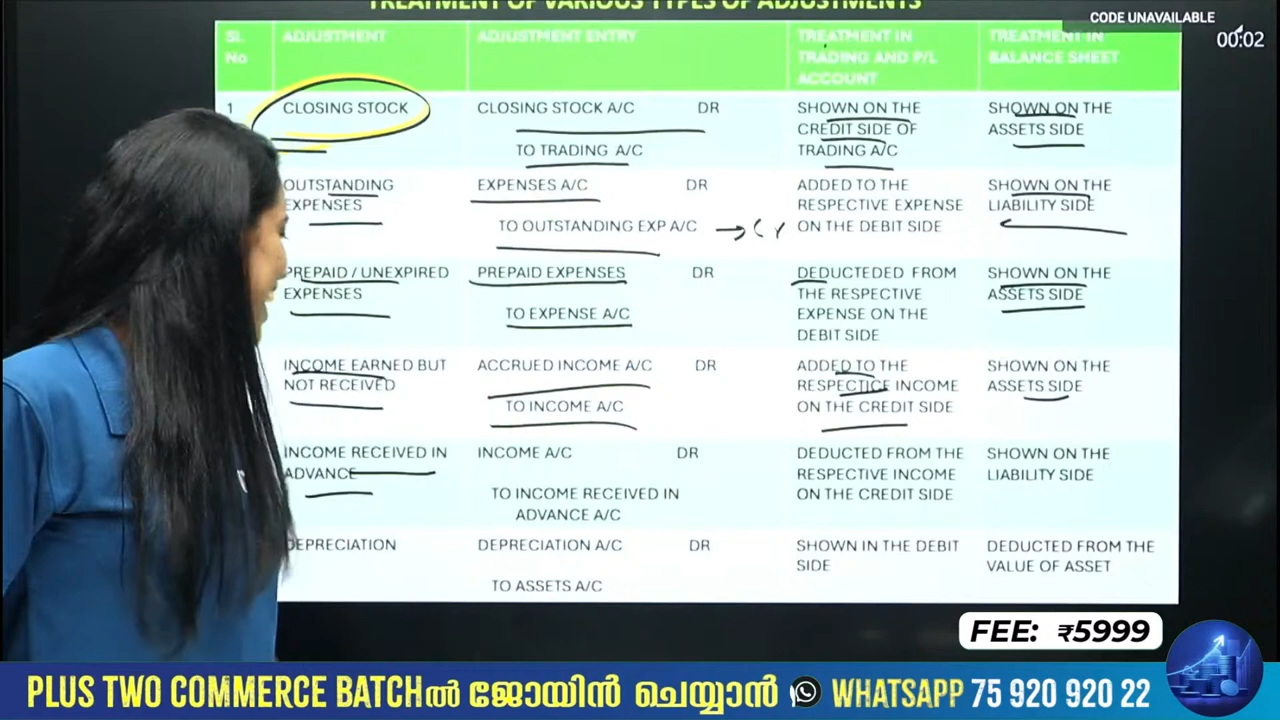 TREATMENT OF VARIOUS TYPES OF ADJUSTMENTS
CODE UNAVAILABLE
00:02
Sl. No
ADJUSTMENT
ADJUSTMENT ENTRY
TREATMENT IN TRADING AND P/L ACCOUNT
TREATMENT IN BALANCE SHEET
1
CLOSING STOCK
CLOSING STOCK A/C DR
TO TRADING A/C
SHOWN ON THE
CREDIT SIDE OF
TRADING A/C
SHOWN ON THE
ASSETS SIDE
OUTSTANDING
EXPENSES
EXPENSES A/C DR
TO OUTSTANDING EXP A/C
ADDED TO THE
RESPECTIVE EXPENSE
ON THE DEBIT SIDE
SHOWN ON THE
LIABILITY SIDE
PREPAID / UNEXPIRED
EXPENSES
PREPAID EXPENSES DR
TO EXPENSE A/C
DEDUCTEDED FROM
THE RESPECTIVE
EXPENSE ON THE
DEBIT SIDE
SHOWN ON THE
ASSETS SIDE
INCOME EARNED BUT
NOT RECEIVED
ACCRUED INCOME A/C DR
TO INCOME A/C
ADDED TO THE
RESPECTICE INCOME
ON THE CREDIT SIDE
SHOWN ON THE
ASSETS SIDE
INCOME RECEIVED IN
ADVANCE
INCOME A/C DR
TO INCOME RECEIVED IN
ADVANCE A/C
DEDUCTED FROM THE
RESPECTIVE INCOME
ON THE CREDIT SIDE
SHOWN ON THE
LIABILITY SIDE
DEPRECIATION
DEPRECIATION A/C DR
TO ASSETS A/C
SHOWN IN THE DEBIT
SIDE
DEDUCTED FROM THE
VALUE OF ASSET
FEE: ₹5999
PLUS TWO COMMERCE BATCHൽ ജോയിൻ ചെയ്യാൻ WHATSAPP 75 920 920 22